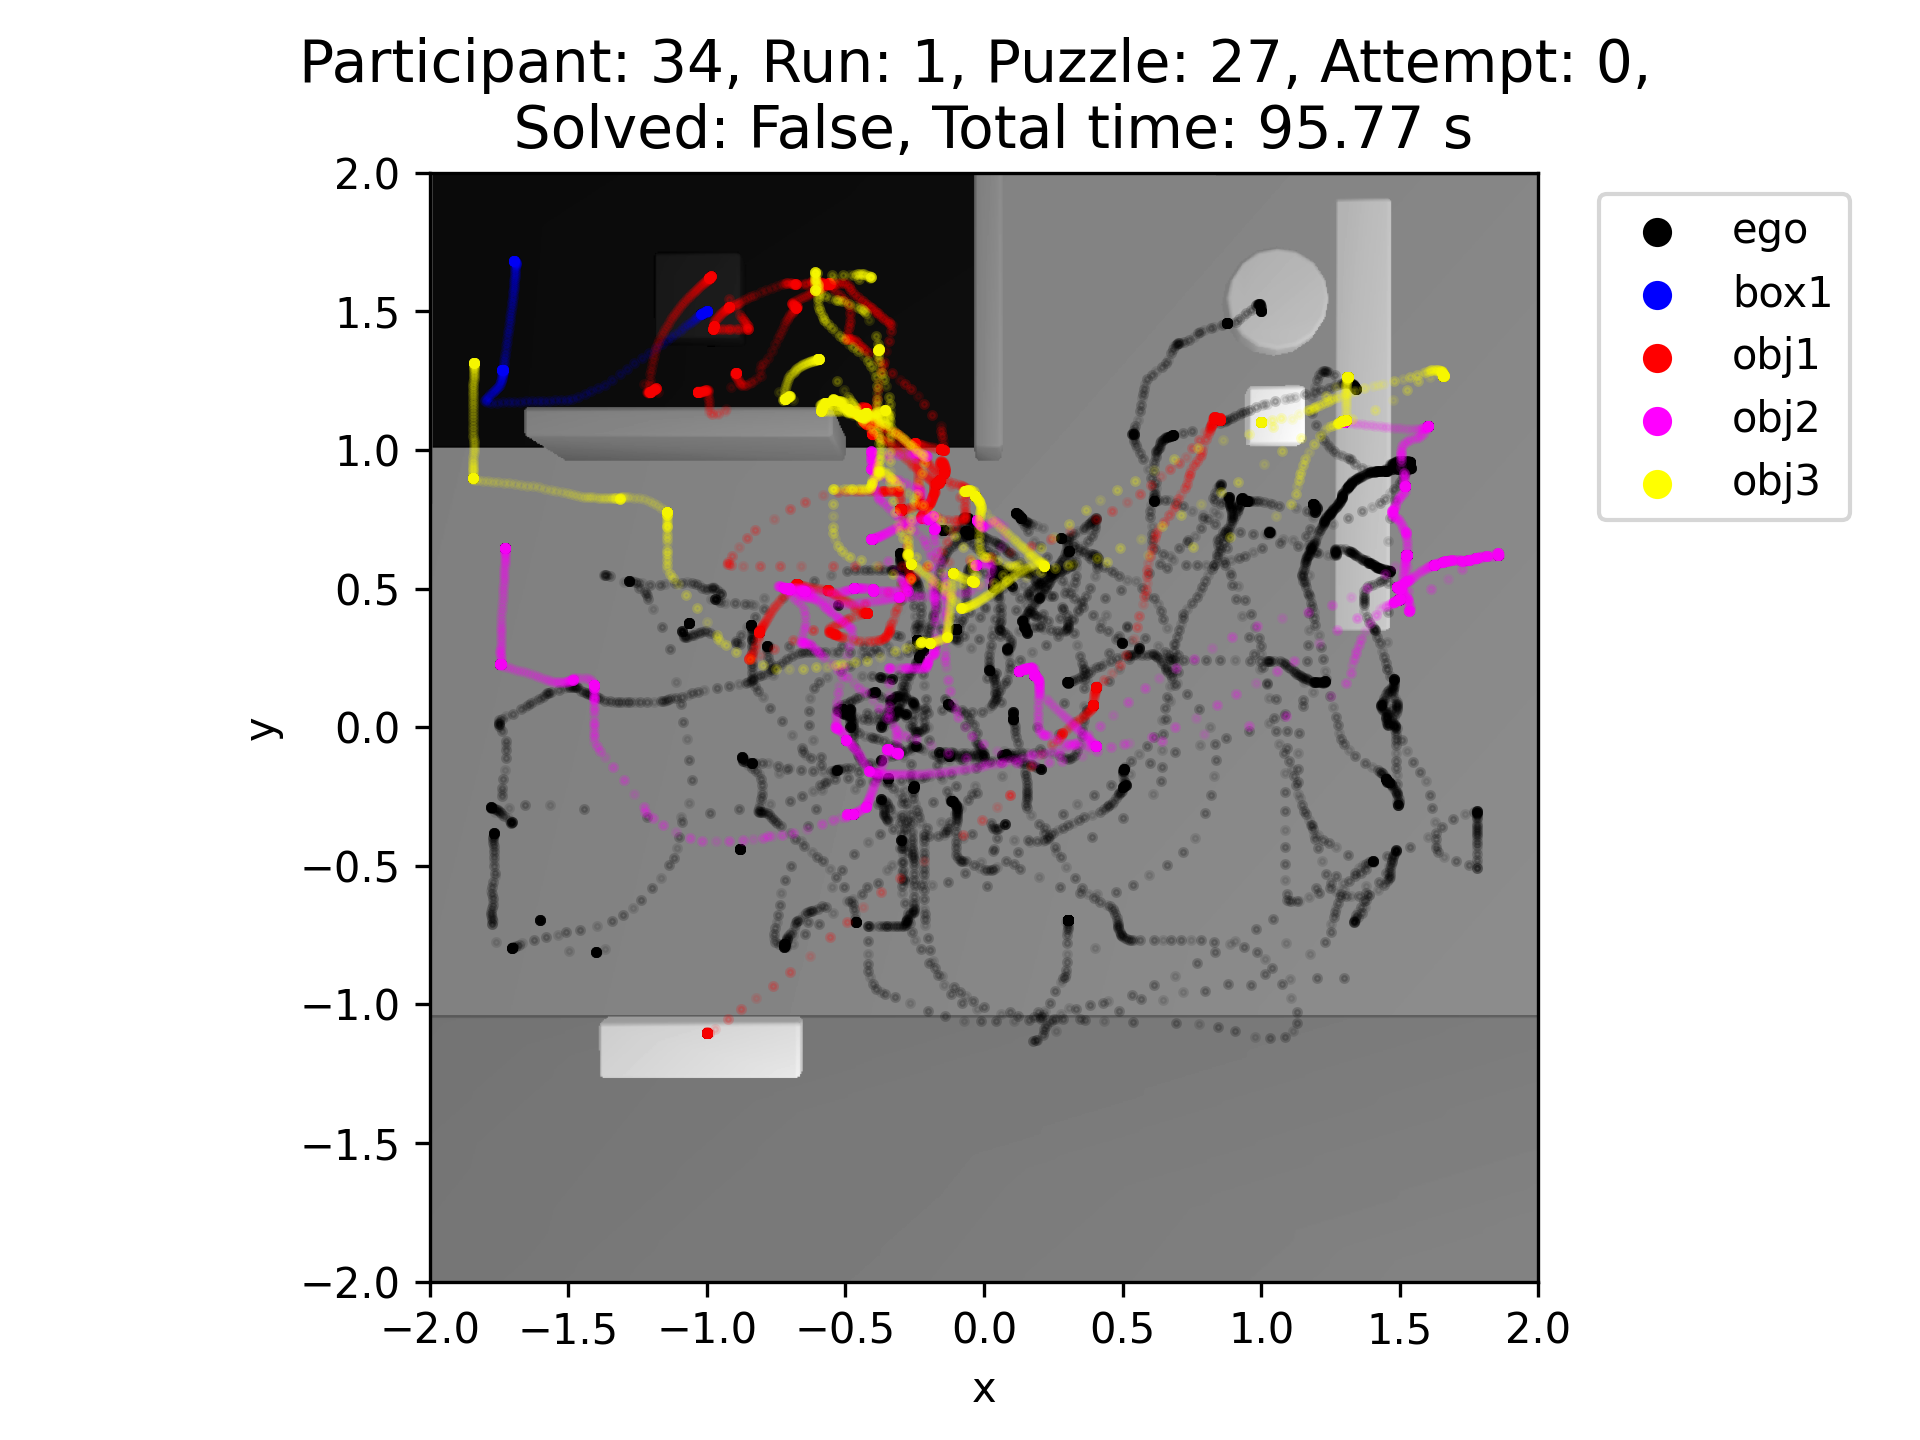 Participant: 34, Run: 1, Puzzle: 27, Attempt: 0,
Solved: False, Total time: 95.77 s
2.0
1.5
1.0
0.5
0.0
−0.5
−1.0
−1.5
−2.0
y
−2.0 −1.5 −1.0 −0.5 0.0 0.5 1.0 1.5 2.0
x
ego
box1
obj1
obj2
obj3